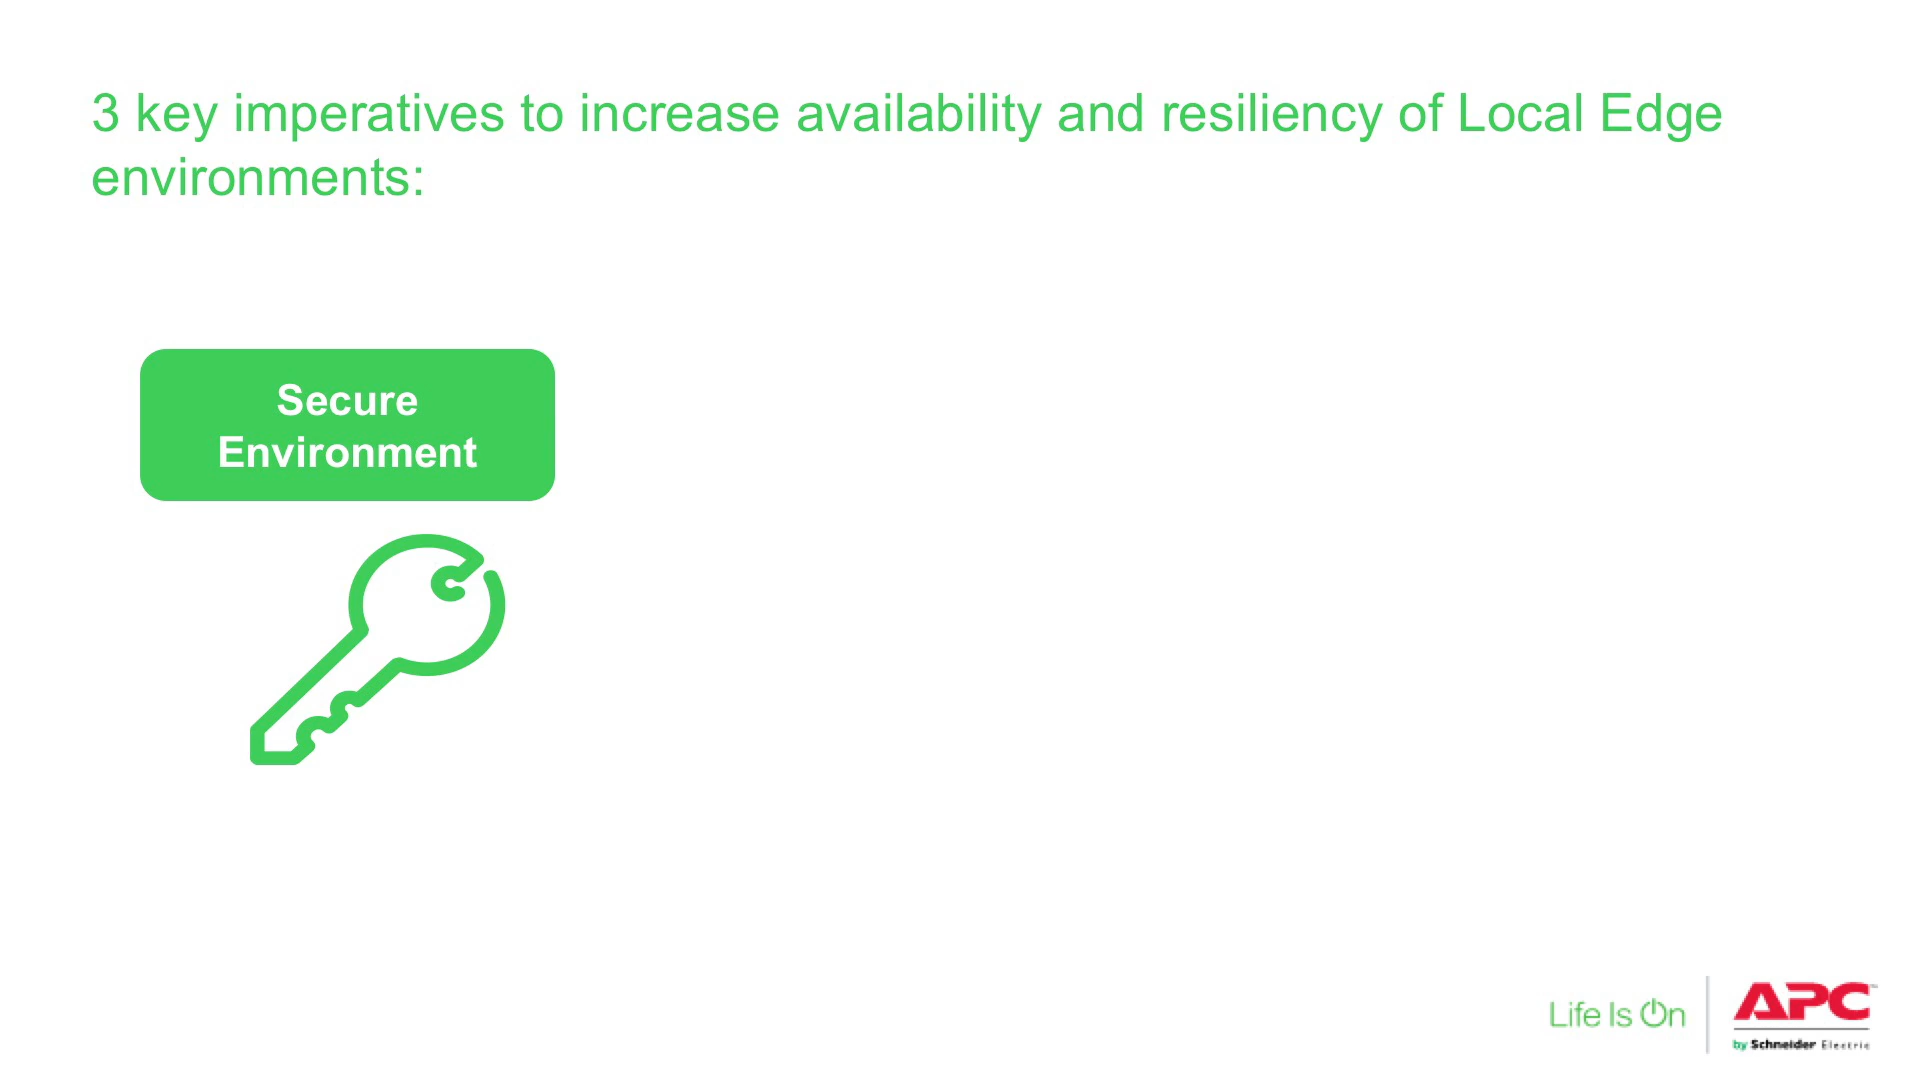 3 key imperatives to increase availability and resiliency of Local Edge
environments:
Secure
Environment
Life Is On
APC
by Schneider Electric